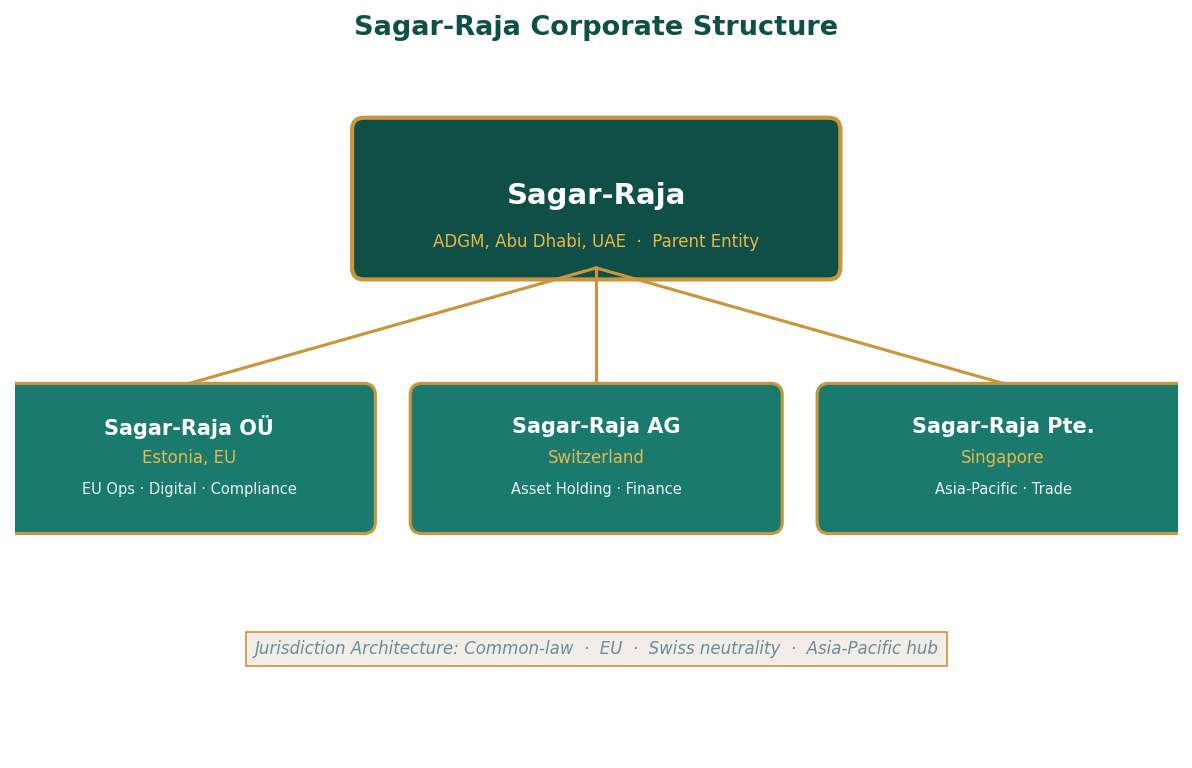 Sagar-Raja Corporate Structure
Sagar-Raja
ADGM, Abu Dhabi, UAE · Parent Entity
Sagar-Raja OÜ
Estonia, EU
EU Ops · Digital · Compliance
Sagar-Raja AG
Switzerland
Asset Holding · Finance
Sagar-Raja Pte.
Singapore
Asia-Pacific · Trade
Jurisdiction Architecture: Common-law · EU · Swiss neutrality · Asia-Pacific hub